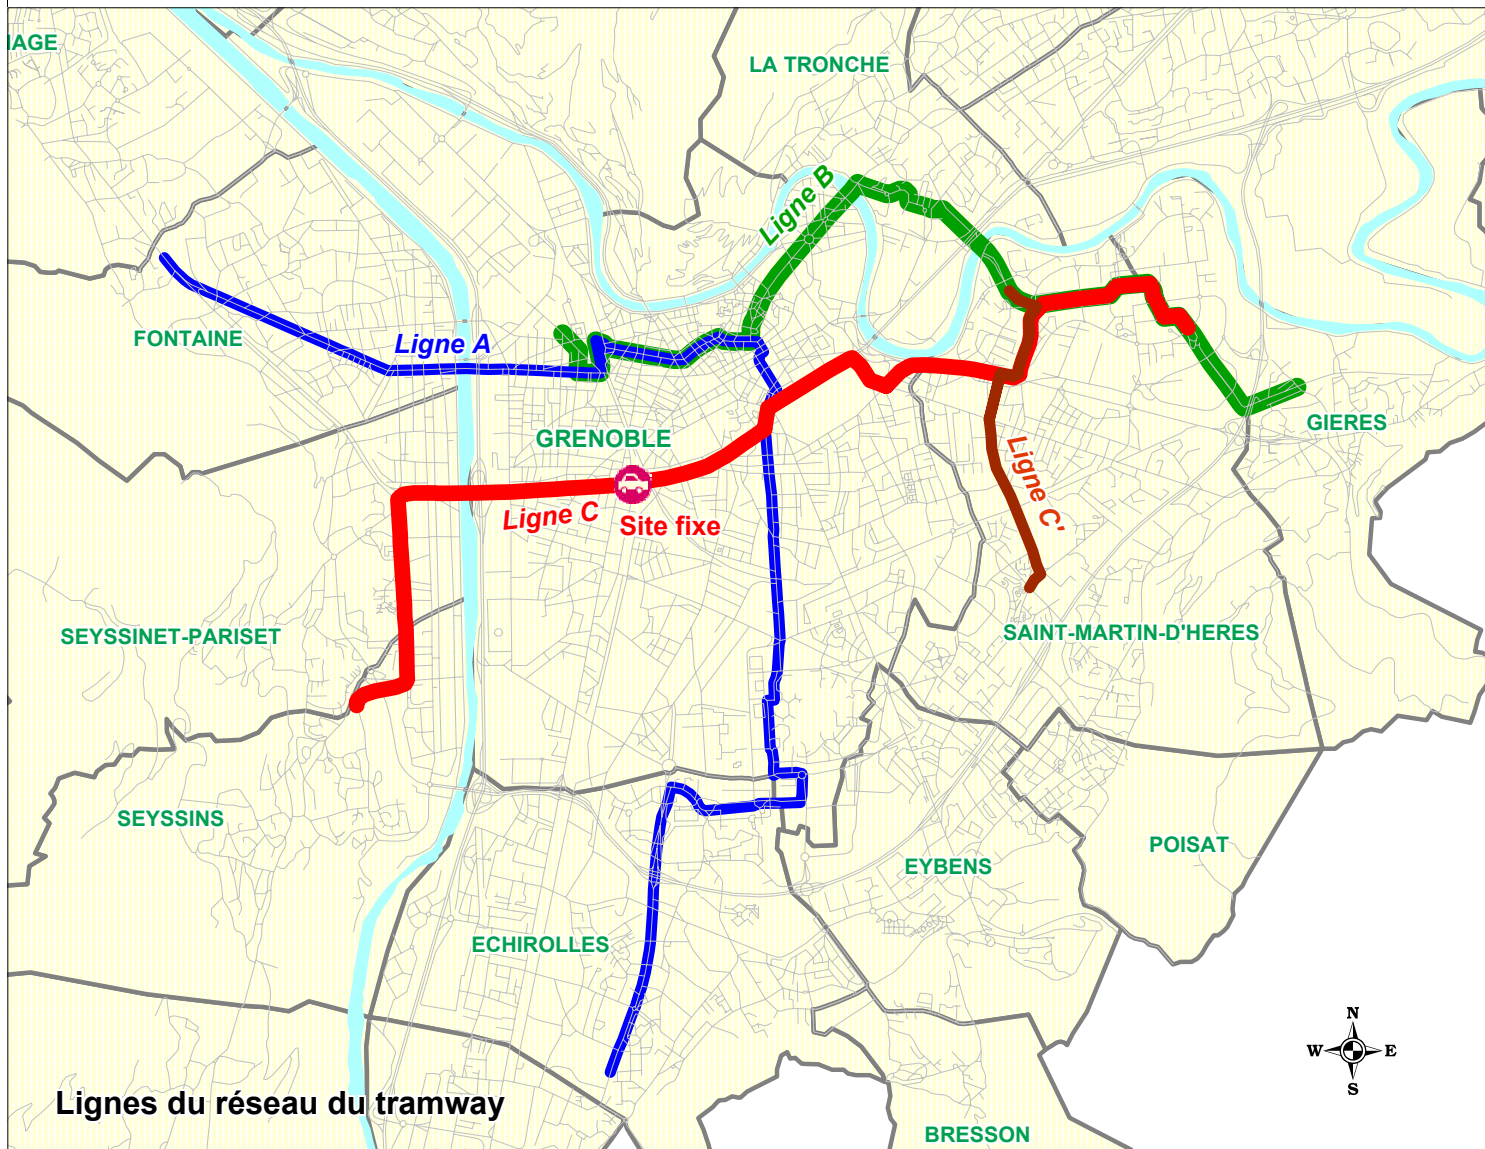 NAGE
LA TRONCHE
Ligne B
FONTAINE
Ligne A
GRENOBLE
GIERES
Ligne C
Site fixe
Ligne C'
SEYSSINET-PARISET
SAINT-MARTIN-D'HERES
SEYSSINS
POISAT
EYBENS
ECHIROLLES
N
W E
S
Lignes du réseau du tramway
BRESSON